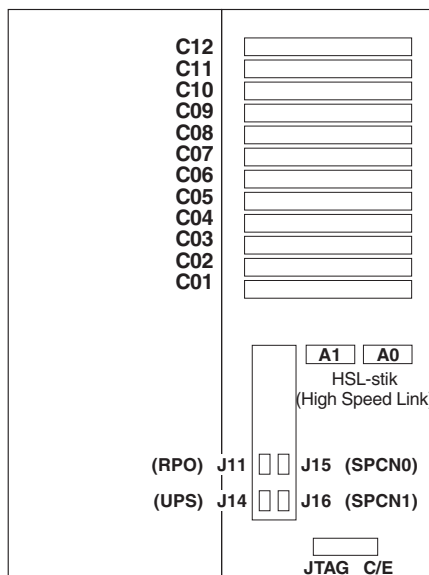 C12
C11
C10
C09
C08
C07
C06
C05
C04
C03
C02
C01
A1 A0
HSL-stik
(High Speed Link)
(RPO) J11 J15 (SPCN0)
(UPS) J14 J16 (SPCN1)
JTAG C/E